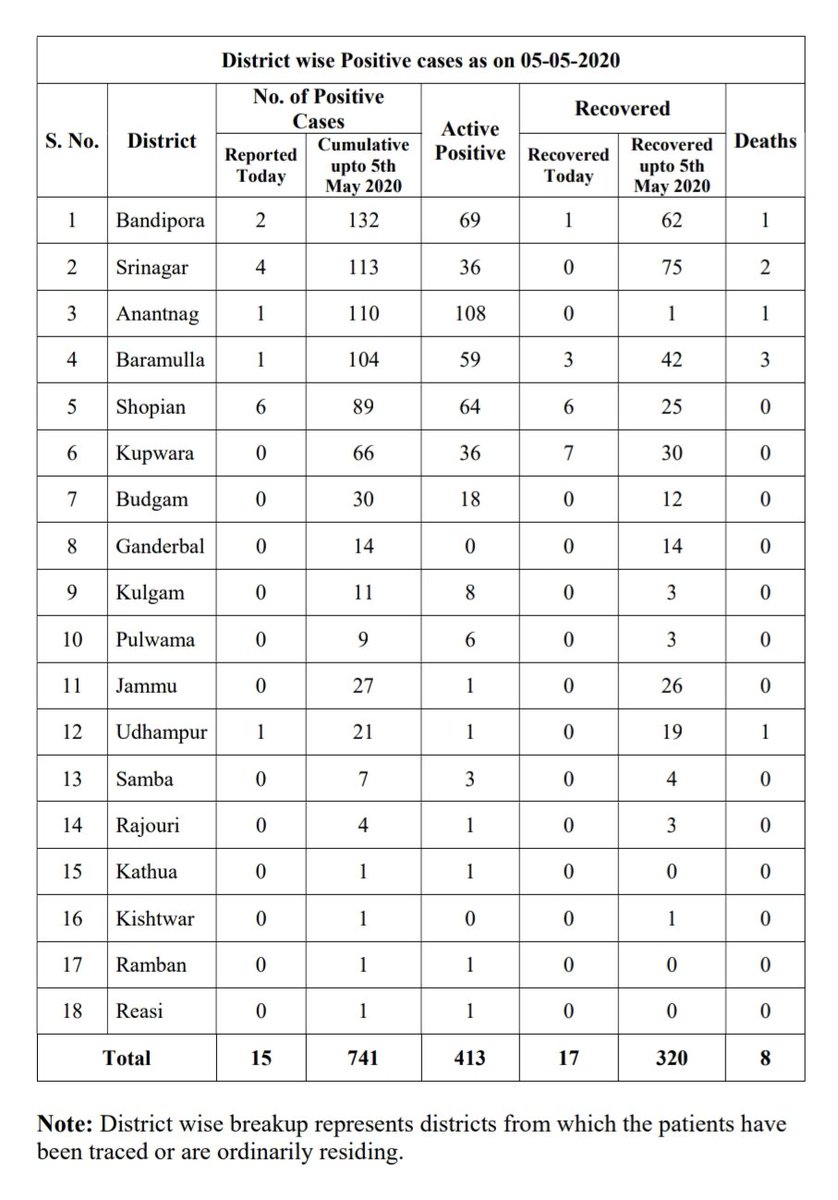 District wise Positive cases as on 05-05-2020
S. No. District No. of Positive Cases Active Positive Recovered Deaths
Reported Today Cumulative upto 5th May 2020 Recovered Today Recovered upto 5th May 2020
1 Bandipora 2 132 69 1 62 1
2 Srinagar 4 113 36 0 75 2
3 Anantnag 1 110 108 0 1 1
4 Baramulla 1 104 59 3 42 3
5 Shopian 6 89 64 6 25 0
6 Kupwara 0 66 36 7 30 0
7 Budgam 0 30 18 0 12 0
8 Ganderbal 0 14 0 0 14 0
9 Kulgam 0 11 8 0 3 0
10 Pulwama 0 9 6 0 3 0
11 Jammu 0 27 1 0 26 0
12 Udhampur 1 21 1 0 19 1
13 Samba 0 7 3 0 4 0
14 Rajouri 0 4 1 0 3 0
15 Kathua 0 1 1 0 0 0
16 Kishtwar 0 1 0 0 1 0
17 Ramban 0 1 1 0 0 0
18 Reasi 0 1 1 0 0 0
Total 15 741 413 17 320 8
Note: District wise breakup represents districts from which the patients have
been traced or are ordinarily residing.